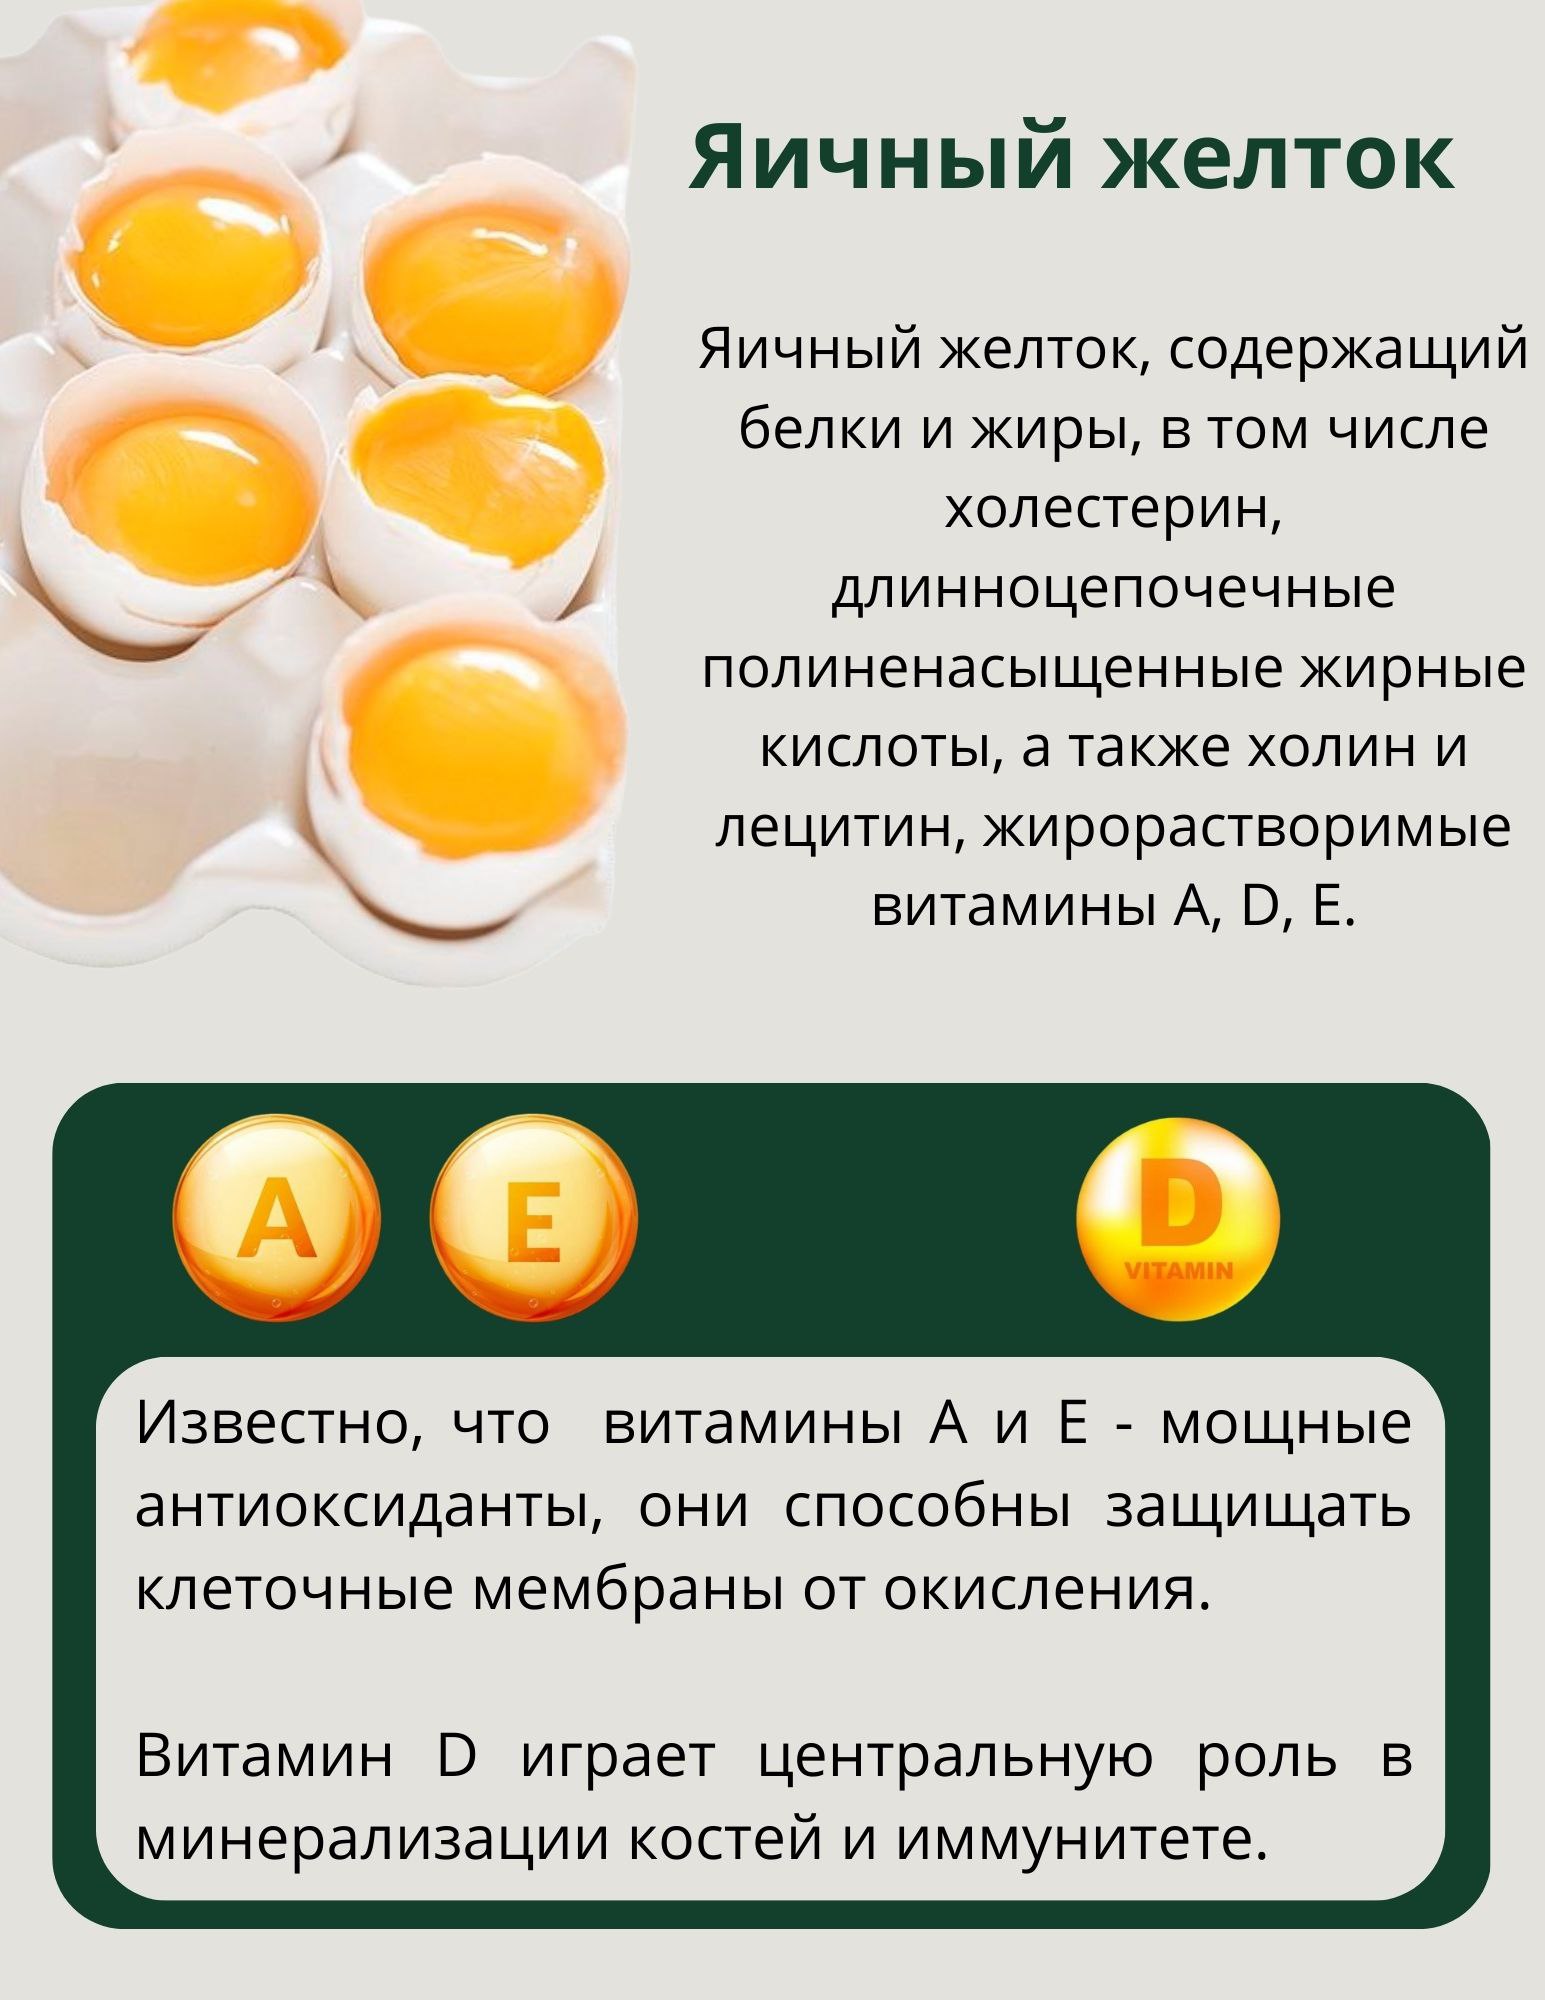 Яичный желток
Яичный желток, содержащий
белки и жиры, в том числе
холестерин,
длинноцепочечные
полиненасыщенные жирные
кислоты, а также холин и
лецитин, жирорастворимые
витамины A, D, E.
A
E
D
VITAMIN
Известно, что витамины А и Е - мощные
антиоксиданты, они способны защищать
клеточные мембраны от окисления.
Витамин D играет центральную роль в
минерализации костей и иммунитете.